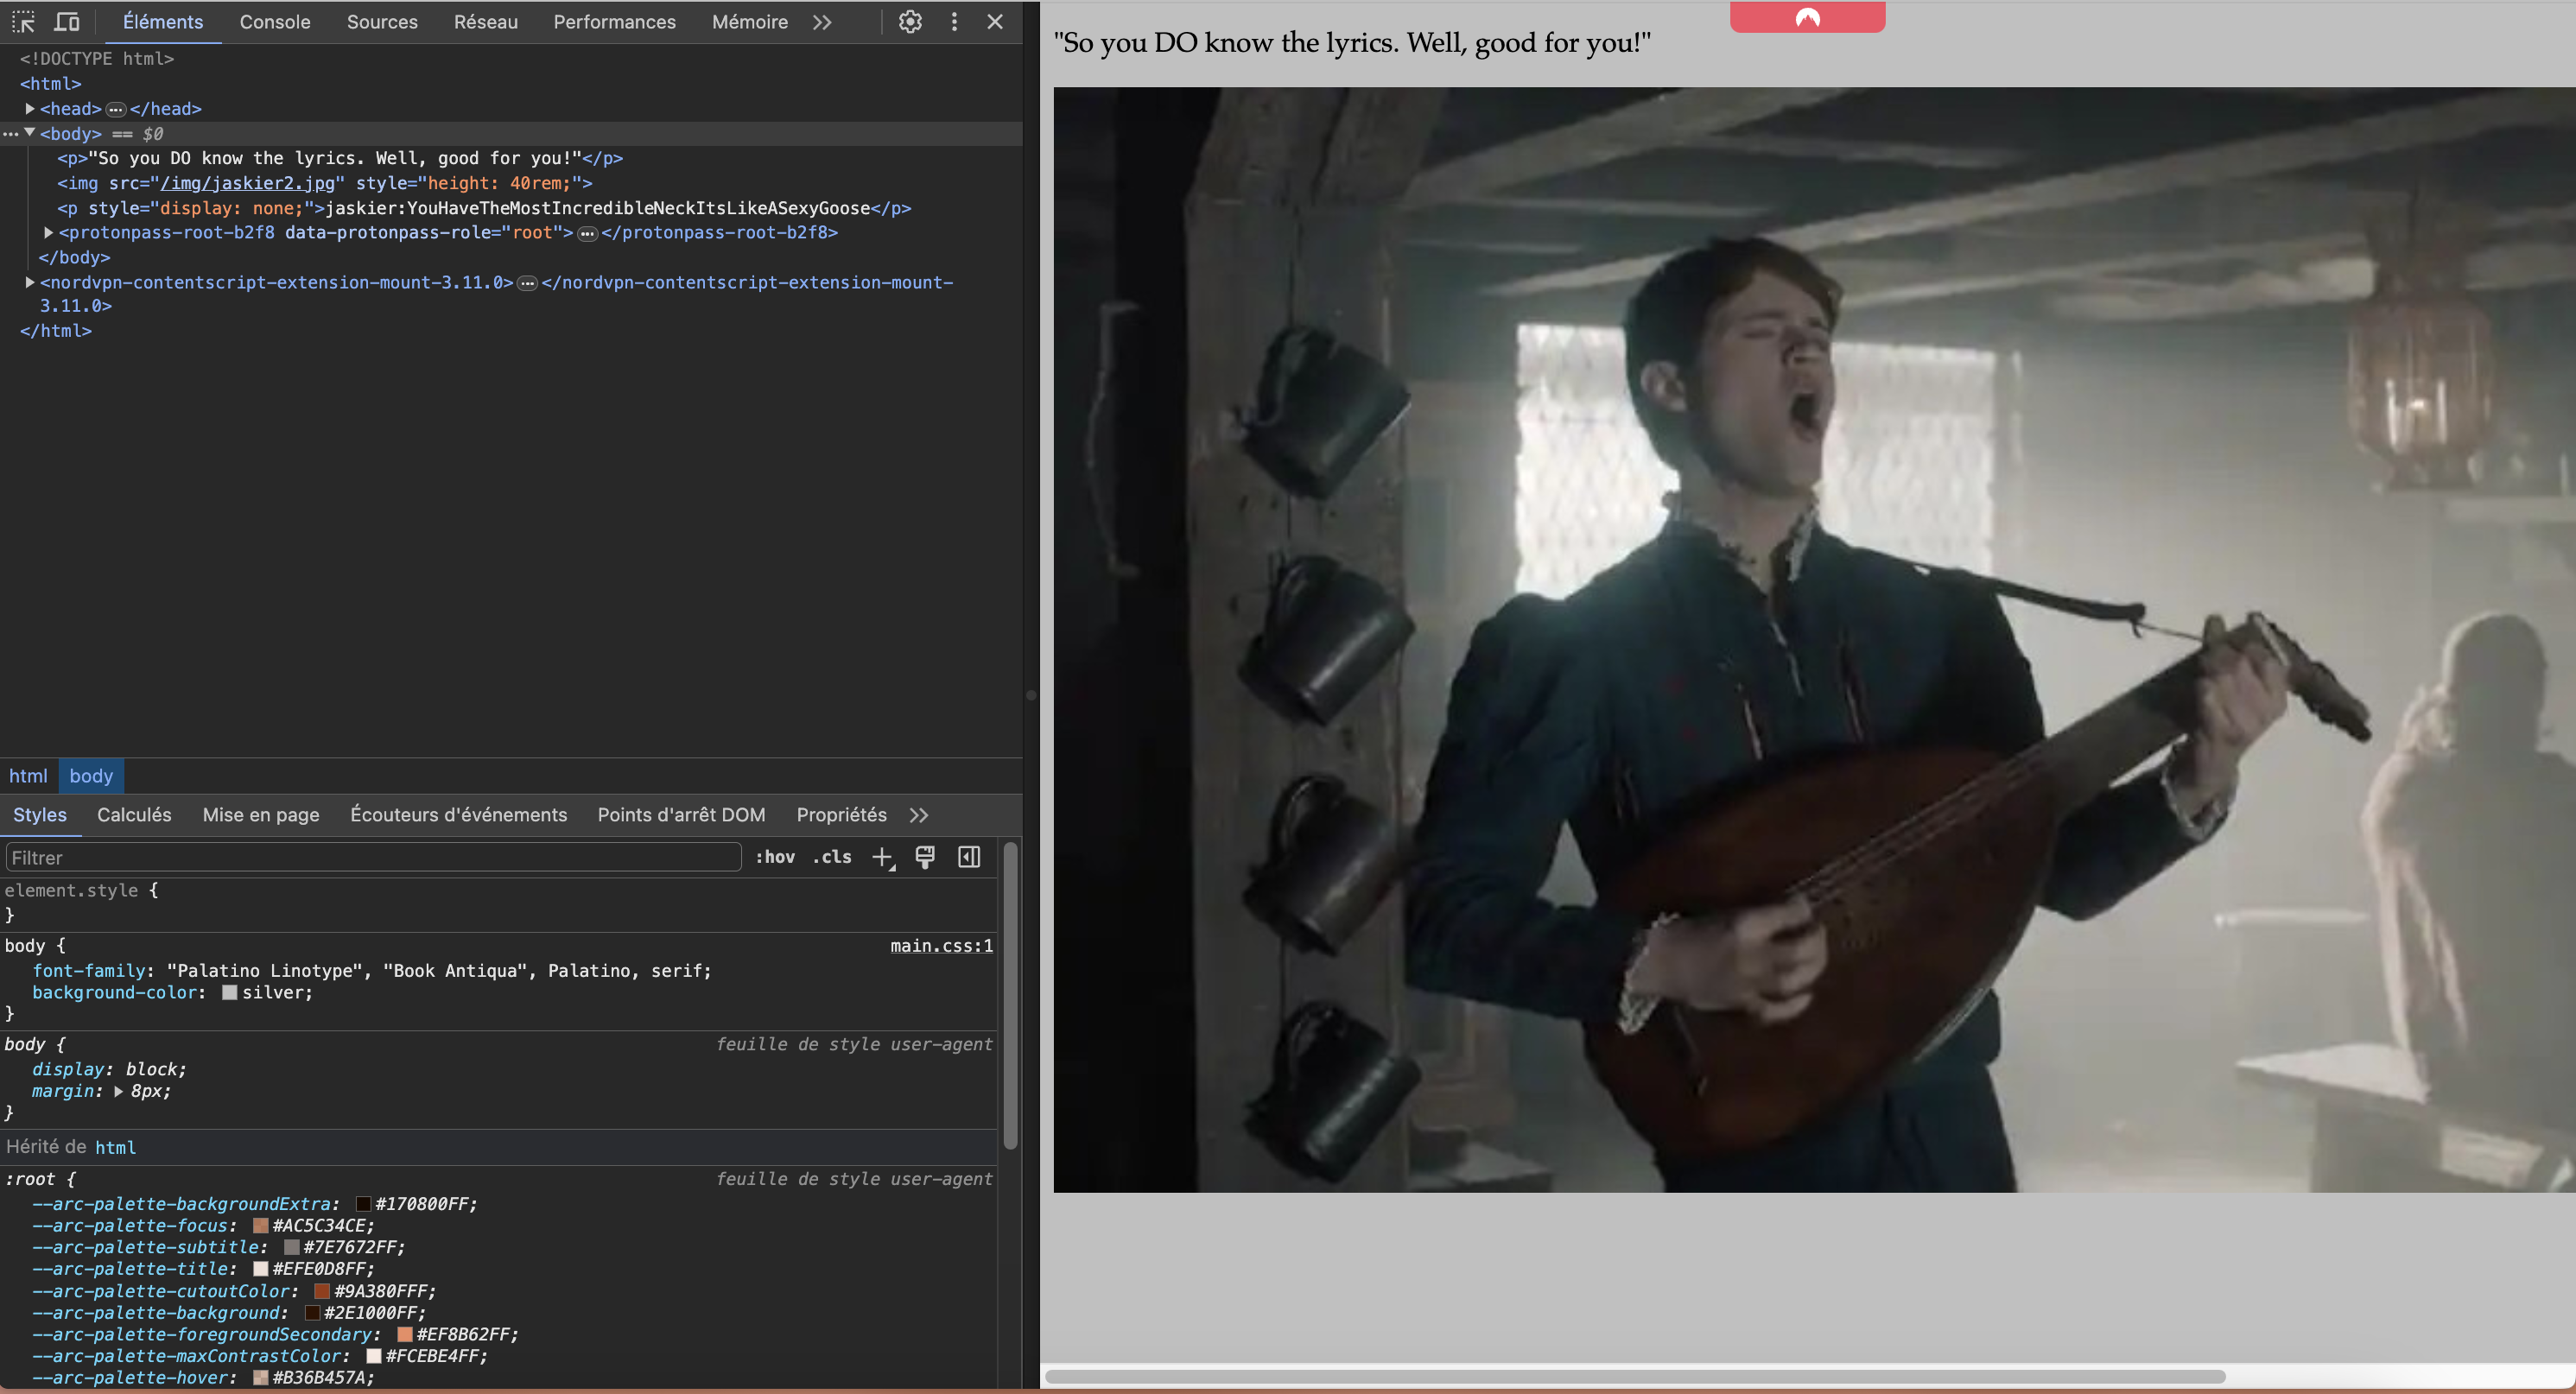 Éléments Console Sources Réseau Performances Mémoire
<!DOCTYPE html>
<html>
<head> </head>
<body> == $0
<p>"So you DO know the lyrics. Well, good for you!"</p>
<img src="/img/jaskier2.jpg" style="height: 40rem;">
<p style="display: none;">jaskier:YouHaveTheMostIncredibleNeckItsLikeASexyGoose</p>
<protonpass-root-b2f8 data-protonpass-role="root"> </protonpass-root-b2f8>
</body>
<nordvpn-contentscript-extension-mount-3.11.0> </nordvpn-contentscript-extension-mount-
3.11.0>
</html>
html body
Styles Calculés Mise en page Écouteurs d'événements Points d'arrêt DOM Propriétés
Filtrer :hov .cls
element.style {
}
body { main.css:1
font-family: "Palatino Linotype", "Book Antiqua", Palatino, serif;
background-color: silver;
}
body { feuille de style user-agent
display: block;
margin: 8px;
}
Hérité de html
:root { feuille de style user-agent
--arc-palette-backgroundExtra: #170800FF;
--arc-palette-focus: #AC5C34CE;
--arc-palette-subtitle: #7E7672FF;
--arc-palette-title: #EFE0D8FF;
--arc-palette-cutoutColor: #9A380FFF;
--arc-palette-background: #2E1000FF;
--arc-palette-foregroundSecondary: #EF8B62FF;
--arc-palette-maxContrastColor: #FCEBE4FF;
--arc-palette-hover: #B36B457A;
"So you DO know the lyrics. Well, good for you!"